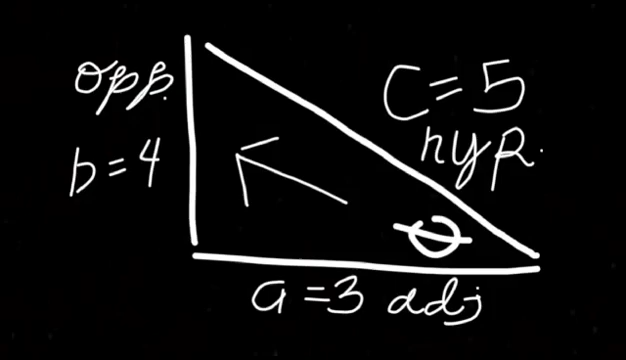 opp.
b = 4
C = 5
hyp.
θ
a = 3 adj